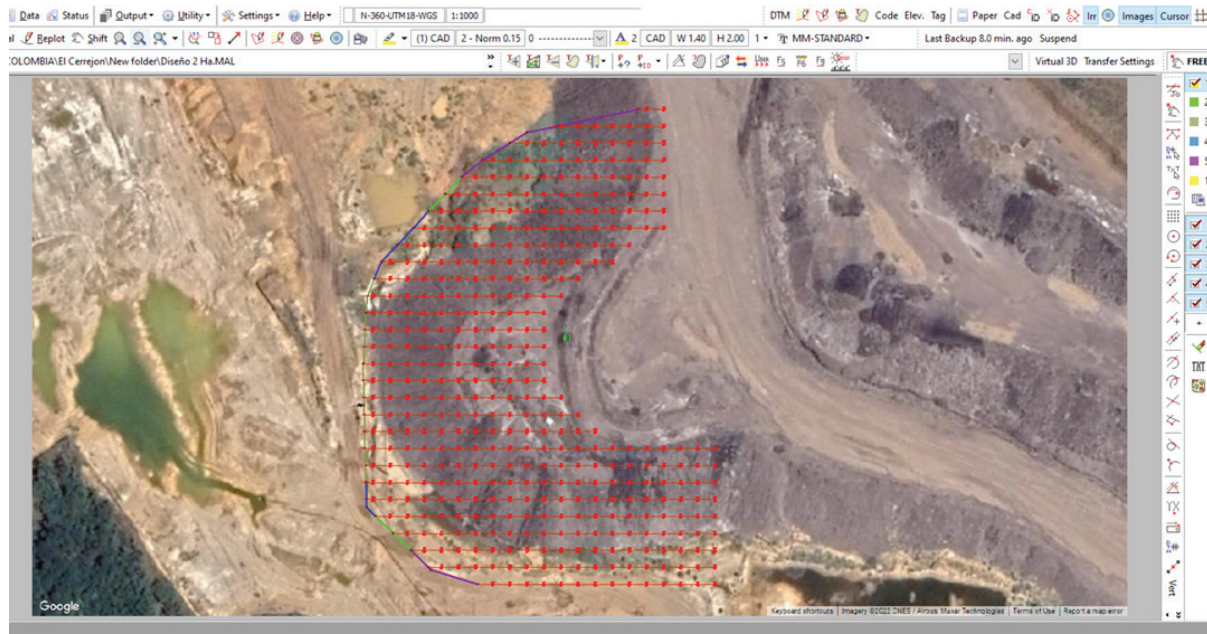 Data Status Output Utility Settings Help N-360-UTM18-WGS 1:1000 DTM Code Elev. Tag Paper Cad Images Cursor
Replot Shift (1) CAD 2 - Norm 0.15 0 2 CAD W 1.40 H 2.00 1 MM-STANDARD Last Backup 8.0 min. ago Suspend
COLOMBIA\El Cerrejon\New folder\Diseño 2 Ha.MAL Virtual 3D Transfer Settings FREE
TXT
Vert
Google
Keyboard shortcuts Imagery ©2022 CNES / Airbus, Maxar Technologies Terms of Use Report a map error